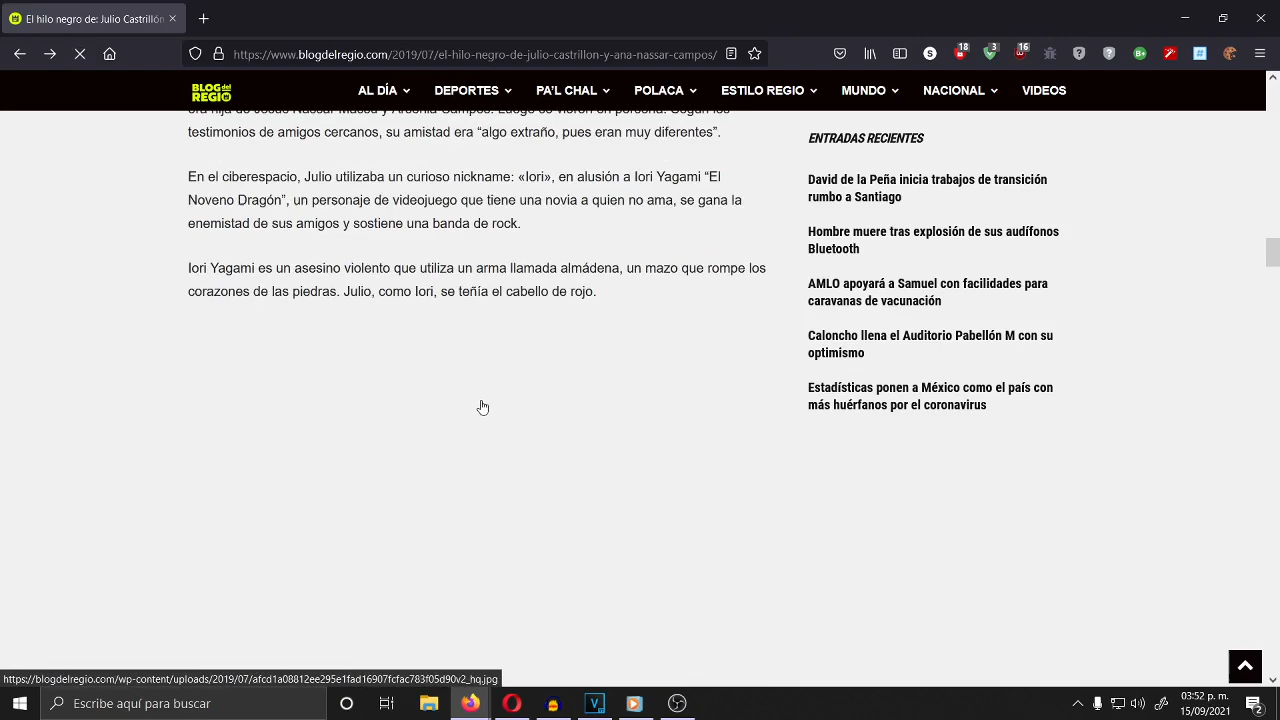 El hilo negro de Julio Castrillón
https://www.blogdelregio.com/2019/07/el-hilo-negro-de-julio-castrillon-y-ana-nassar-campos/
S
18
3
16
B+
#
BLOG del REGIO
AL DÍA
DEPORTES
PA'L CHAL
FOLACA
ESTILO REGIO
MUNDO
NACIONAL
VIDEOS
testimonios de amigos cercanos, su amistad era “algo extraño, pues eran muy diferentes”.
En el ciberespacio, Julio utilizaba un curioso nickname: «Iori», en alusión a Iori Yagami “El
Noveno Dragón”, un personaje de videojuego que tiene una novia a quien no ama, se gana la
enemistad de sus amigos y sostiene una banda de rock.
Iori Yagami es un asesino violento que utiliza un arma llamada almádena, un mazo que rompe los
corazones de las piedras. Julio, como Iori, se teñía el cabello de rojo.
ENTRADAS RECIENTES
David de la Peña inicia trabajos de transición
rumbo a Santiago
Hombre muere tras explosión de sus audífonos
Bluetooth
AMLO apoyará a Samuel con facilidades para
caravanas de vacunación
Caloncho llena el Auditorio Pabellón M con su
optimismo
Estadísticas ponen a México como el país con
más huérfanos por el coronavirus
https://blogdelregio.com/wp-content/uploads/2019/07/afcd1a08812ee295e1fad16907fcfac783f05d90v2_hq.jpg
Escribe aquí para buscar
V
03:52 p. m.
15/09/2021
2